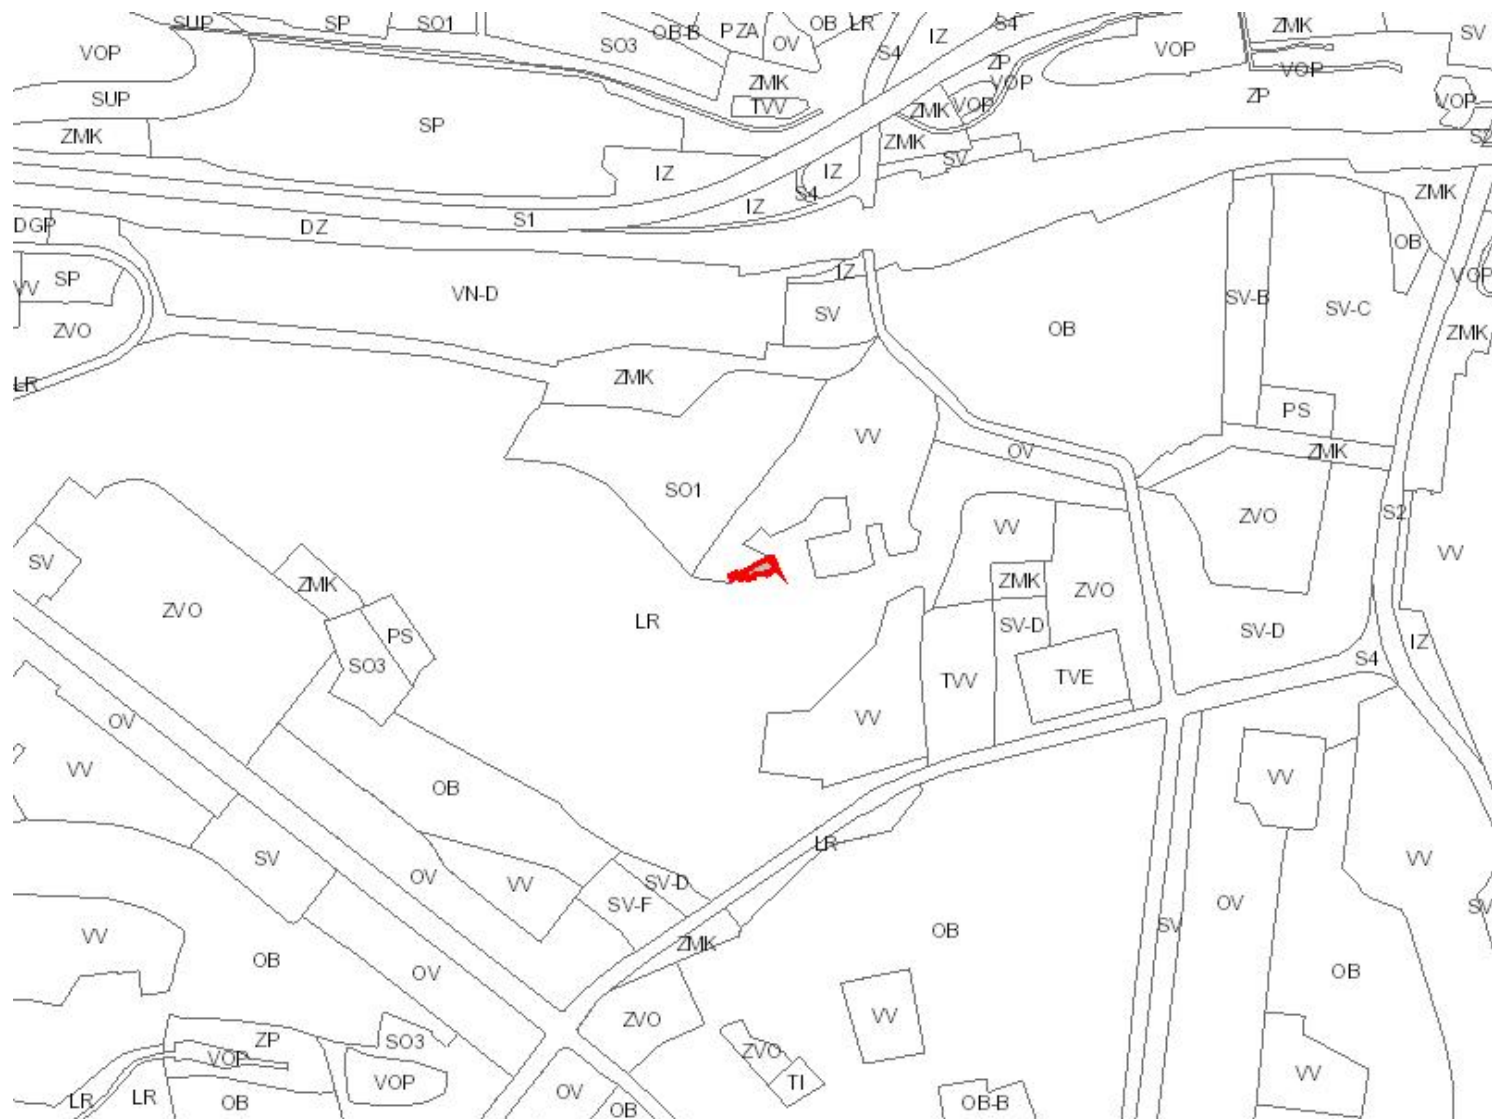 SUP
SP
SO1
OB-B
PZA
OB
LR
S4
ZMK
SV
VOP
SO3
OV
S4
IZ
ZP
VOP
SUP
ZMK
TVV
ZMK
VOP
VOP
VOP
ZP
VOP
ZMK
SP
ZMK
SV
IZ
IZ
S4
IZ
ZMK
DGP
DZ
S1
OB
VV
SP
VN-D
IZ
SV
SV-B
SV-C
VOP
ZVO
OB
ZMK
LR
ZMK
PS
VV
OV
ZMK
SO1
S2
ZVO
VV
VV
SV
ZMK
ZMK
ZVO
ZVO
PS
LR
SV-D
SV-D
IZ
SO3
TVV
TVE
S4
OV
VV
VV
VV
OB
LR
VV
SV
OV
VV
SV-D
SV-F
OV
SV
SV
VV
ZMK
OB
OB
OV
OB
VV
ZVO
ZP
SO3
VOP
ZVO
VOP
TI
VV
LR
LR
OB
OV
OB
OB-B